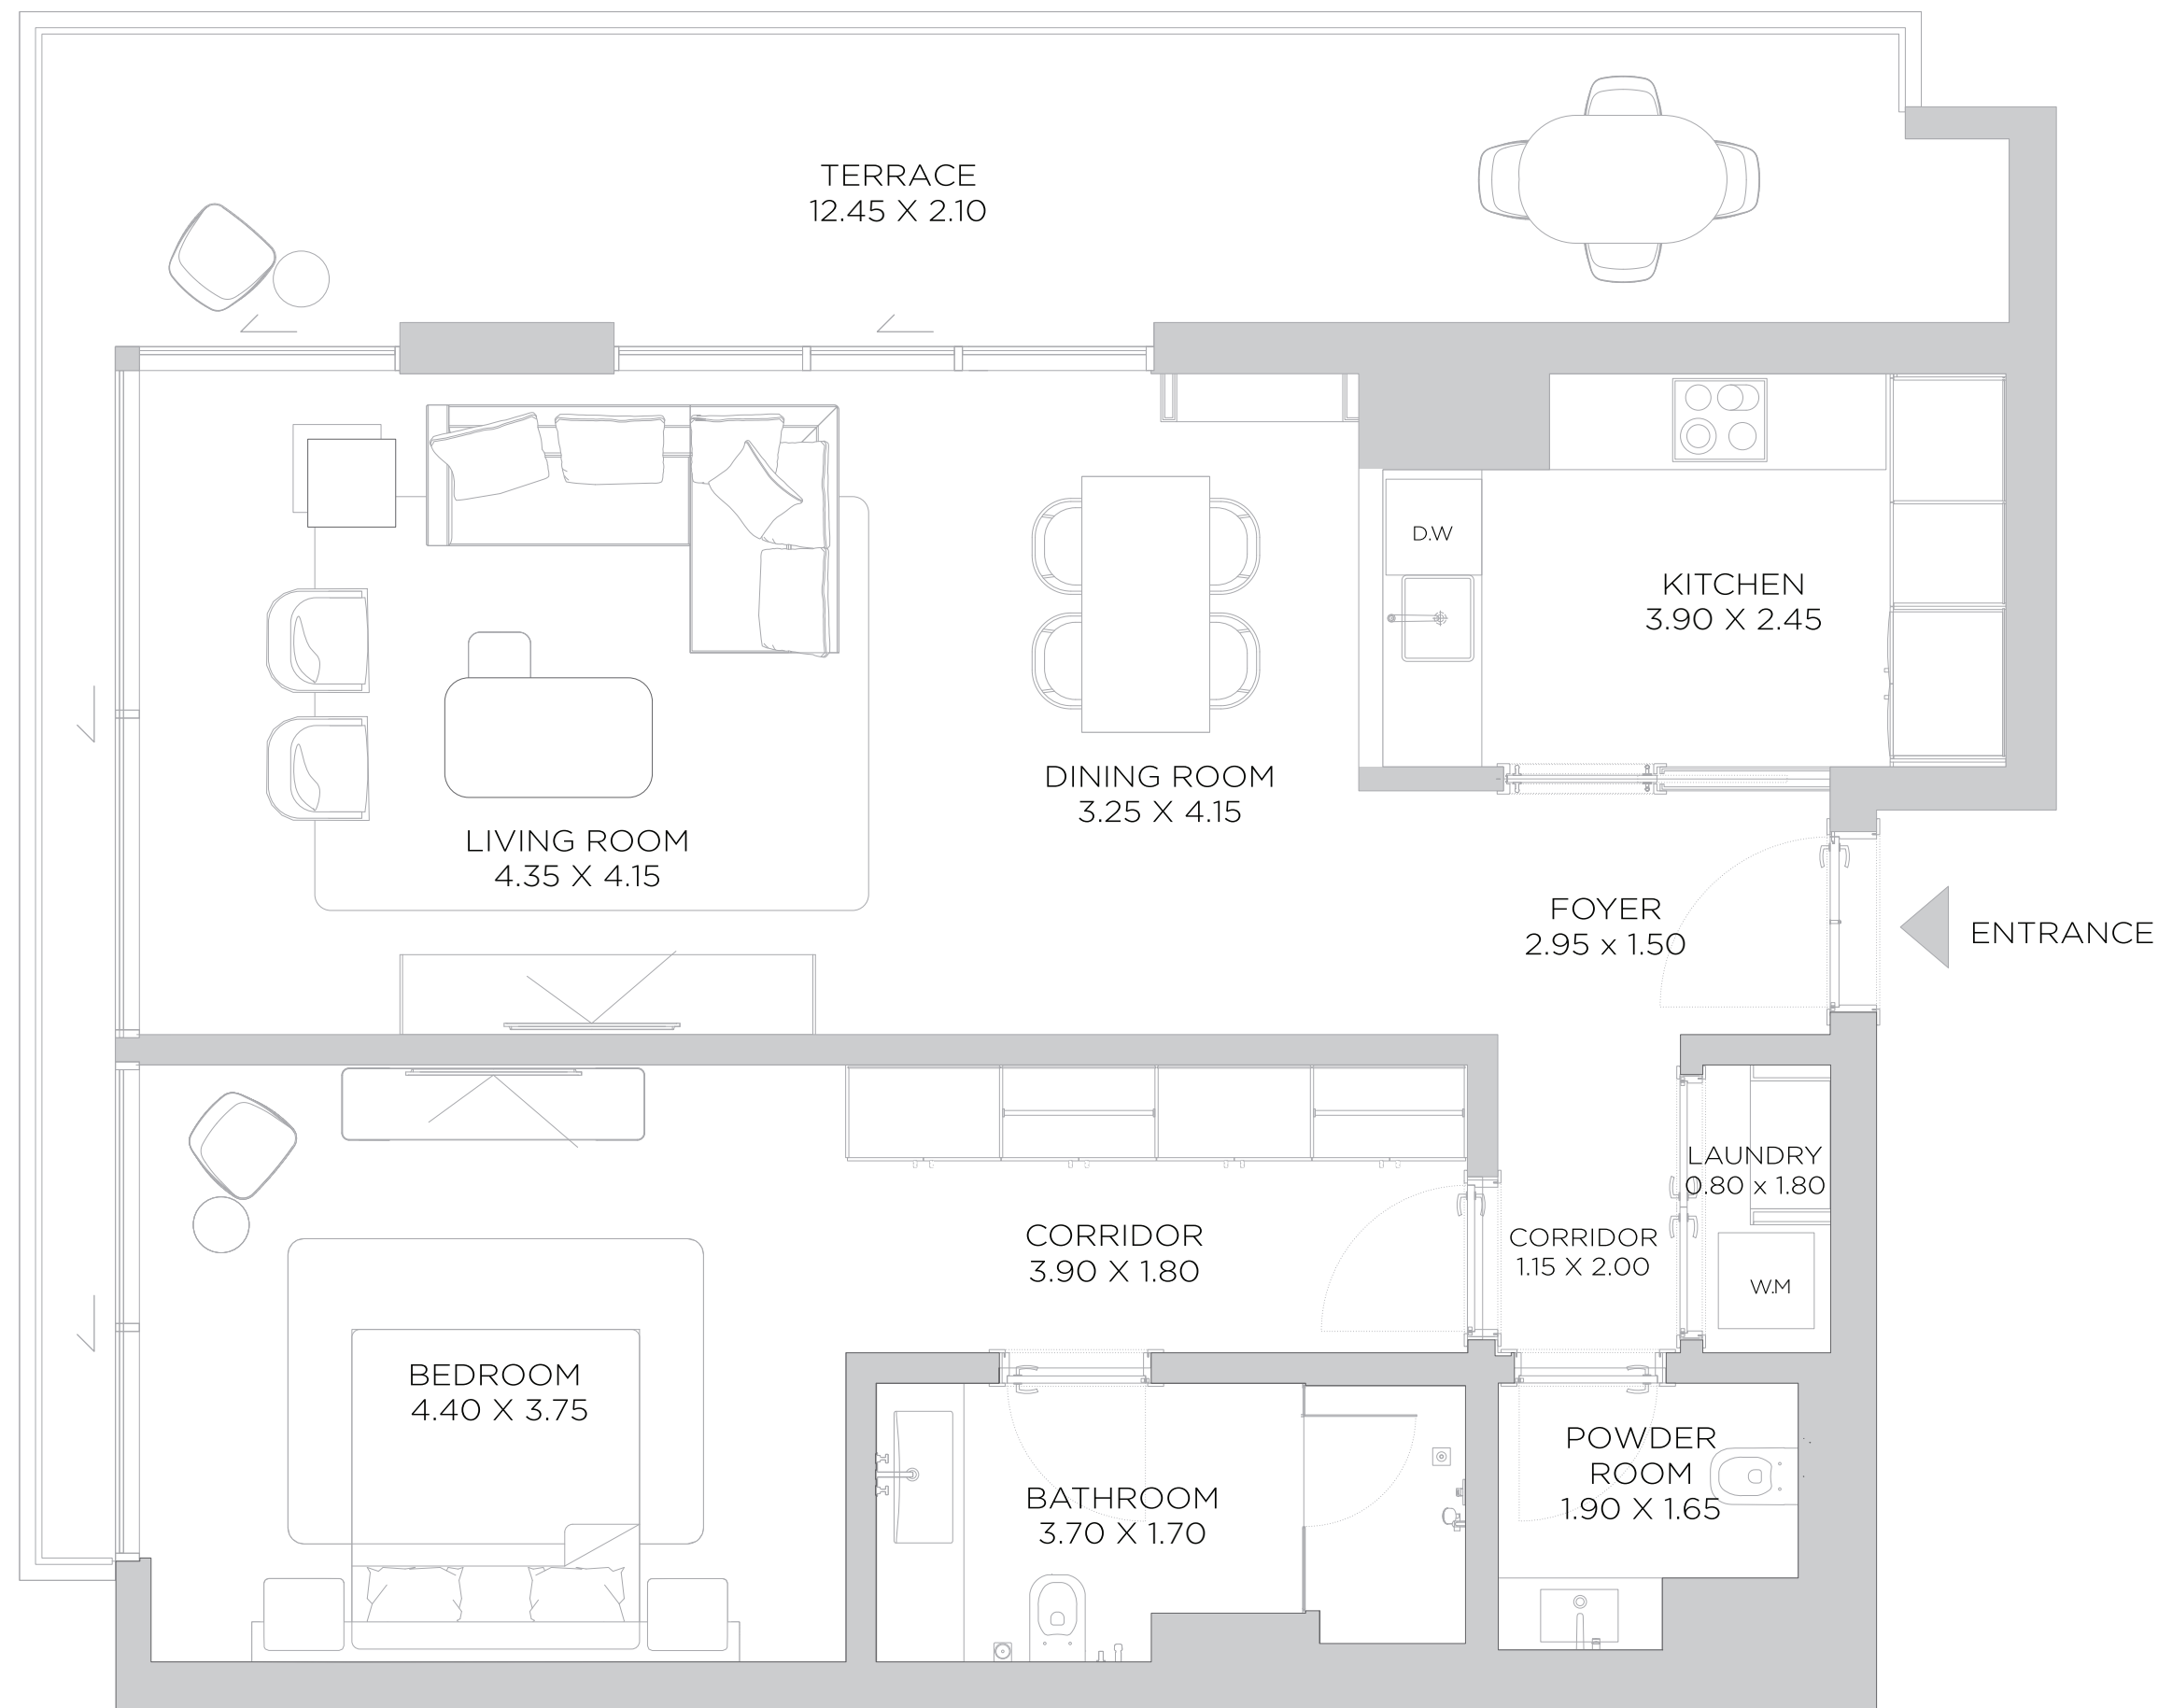 TERRACE
12.45 X 2.10
D.W
KITCHEN
3.90 X 2.45
DINING ROOM
3.25 X 4.15
LIVING ROOM
4.35 X 4.15
FOYER
2.95 x 1.50
ENTRANCE
LAUNDRY
0.80 x 1.80
CORRIDOR
3.90 X 1.80
CORRIDOR
1.15 X 2.00
W.M
BEDROOM
4.40 X 3.75
POWDER
ROOM
1.90 X 1.65
BATHROOM
3.70 X 1.70